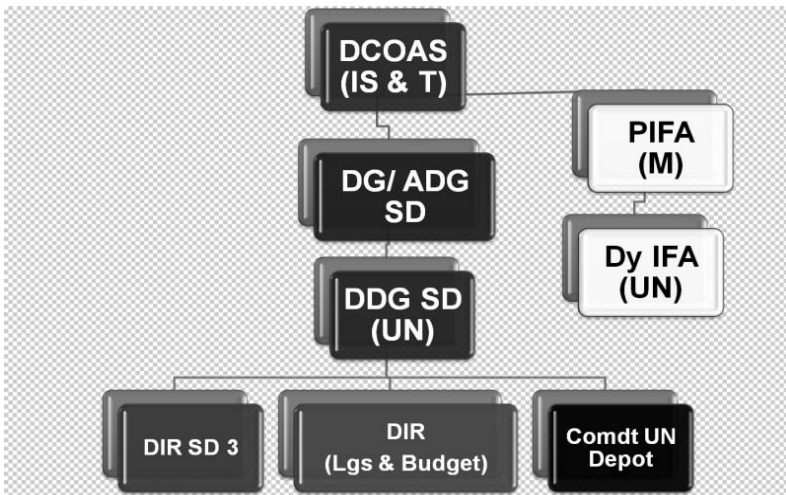 DCOAS
(IS & T)
PIFA
(M)
DG/ ADG
SD
Dy IFA
(UN)
DDG SD
(UN)
DIR SD 3
DIR
(Lgs & Budget)
Comdt UN
Depot